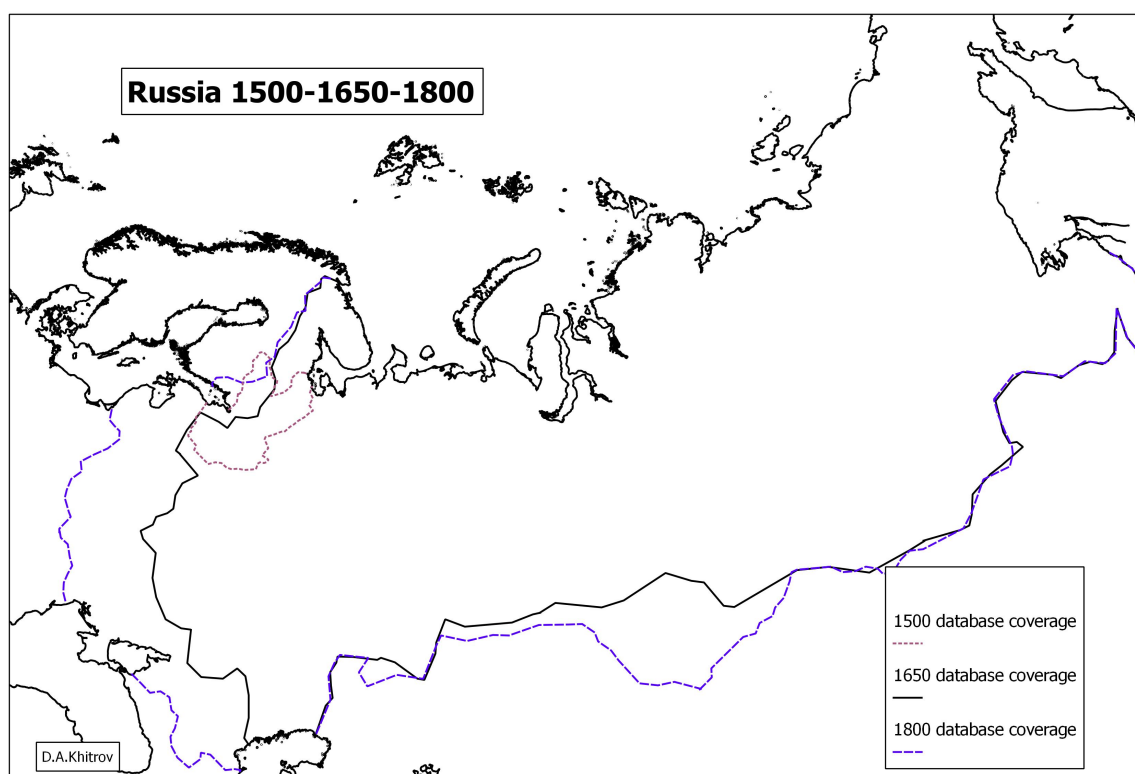 Russia 1500-1650-1800
1500 database coverage
1650 database coverage
1800 database coverage
D.A.Khitrov